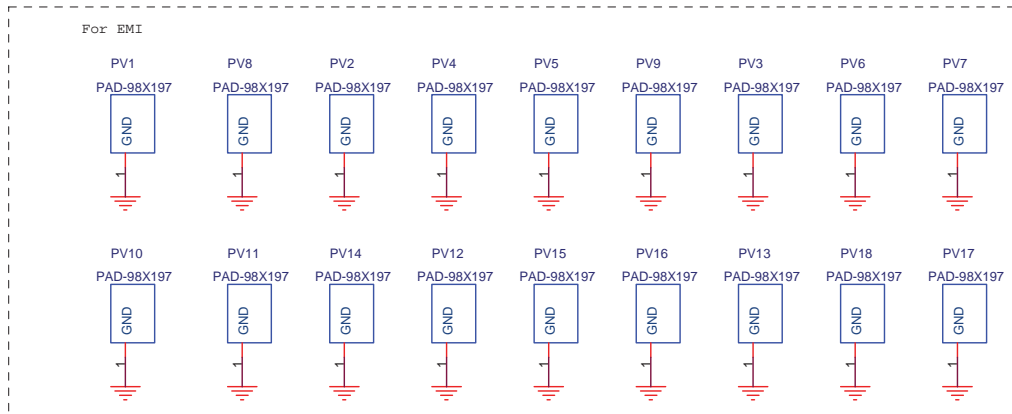 For EMI
PV1 PV8 PV2 PV4 PV5 PV9 PV3 PV6 PV7
PAD-98X197 PAD-98X197 PAD-98X197 PAD-98X197 PAD-98X197 PAD-98X197 PAD-98X197 PAD-98X197 PAD-98X197
GND GND GND GND GND GND GND GND GND
1 1 1 1 1 1 1 1 1
PV10 PV11 PV14 PV12 PV15 PV16 PV13 PV18 PV17
PAD-98X197 PAD-98X197 PAD-98X197 PAD-98X197 PAD-98X197 PAD-98X197 PAD-98X197 PAD-98X197 PAD-98X197
GND GND GND GND GND GND GND GND GND
1 1 1 1 1 1 1 1 1